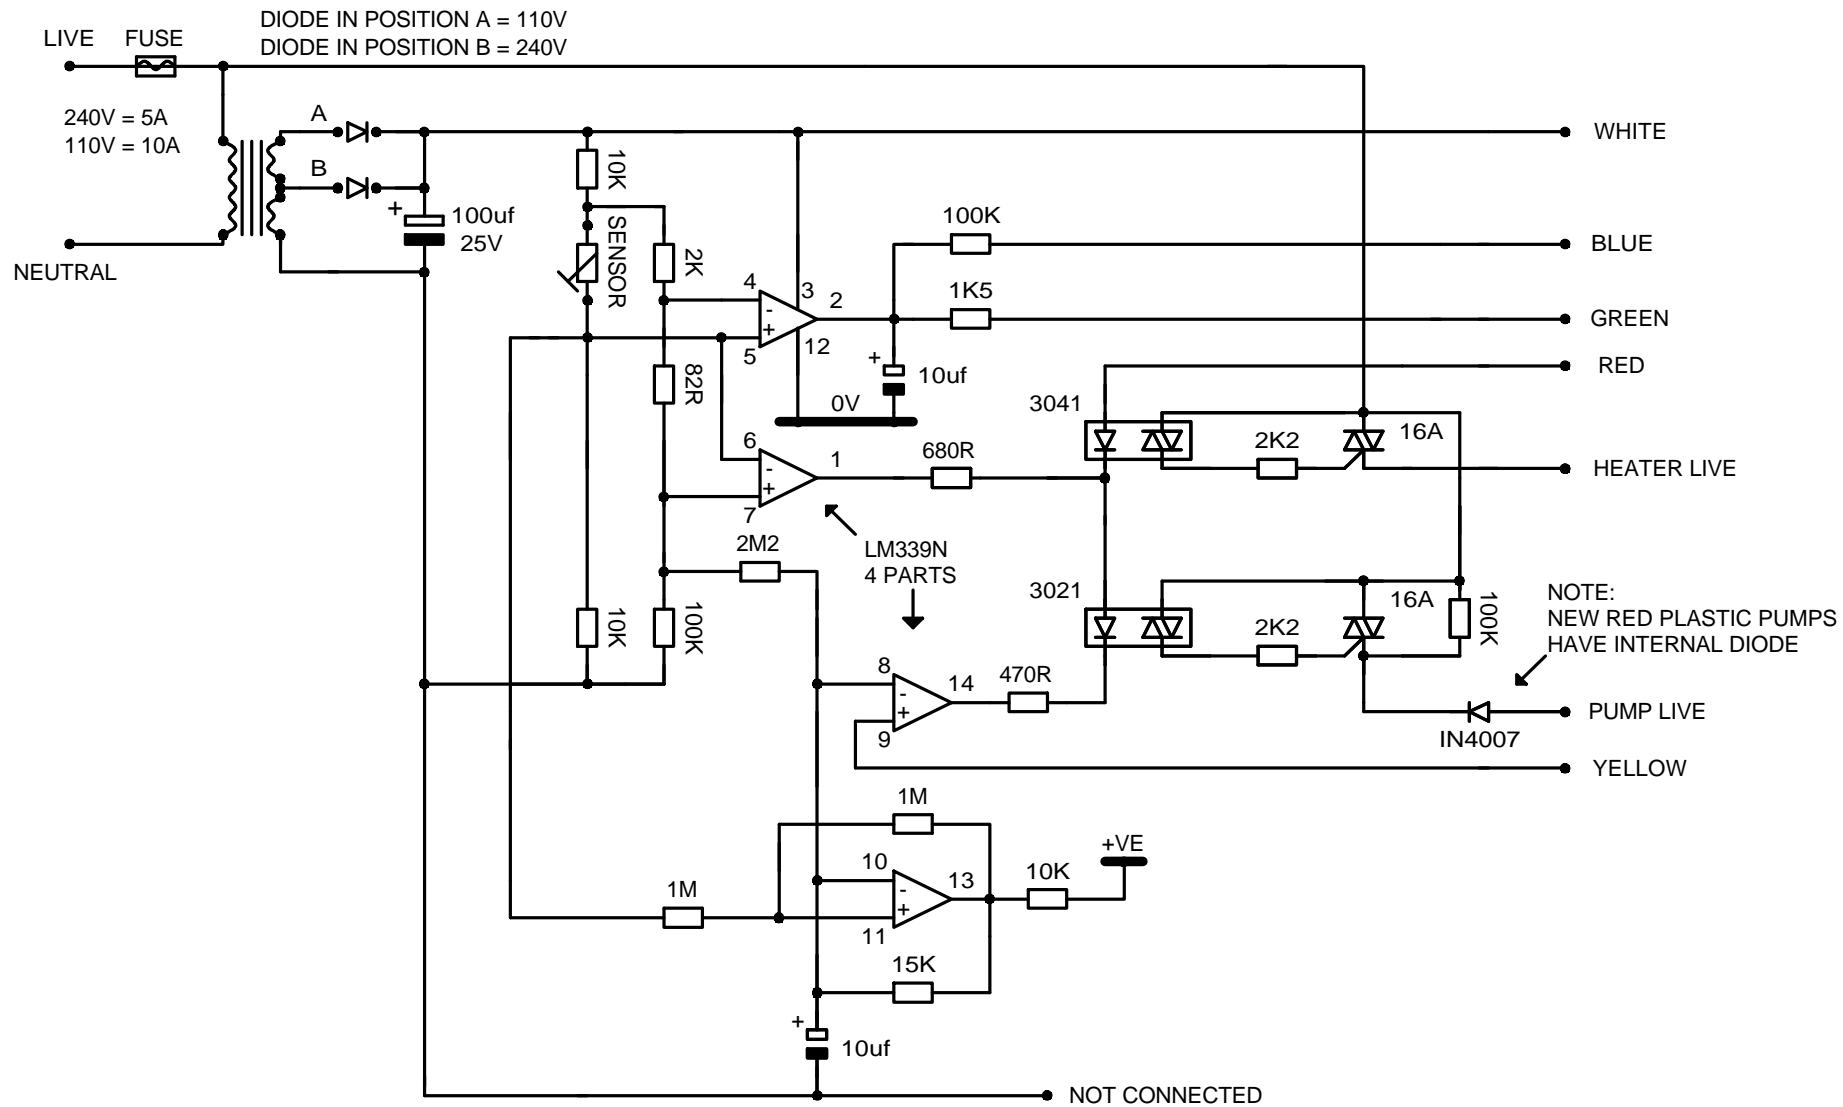 DIODE IN POSITION A = 110V
DIODE IN POSITION B = 240V
LIVE
FUSE
240V = 5A
110V = 10A
A
B
NEUTRAL
+
100uf
25V
10K
SENSOR
2K
82R
4
-
+
5
3
2
12
100K
1K5
+
10uf
0V
WHITE
BLUE
GREEN
RED
3041
2K2
16A
HEATER LIVE
6
-
+
7
1
680R
LM339N
4 PARTS
2M2
10K
100K
3021
2K2
16A
100K
NOTE:
NEW RED PLASTIC PUMPS
HAVE INTERNAL DIODE
8
-
+
9
14
470R
PUMP LIVE
IN4007
YELLOW
1M
1M
10
-
+
11
13
10K
+VE
15K
+
10uf
NOT CONNECTED